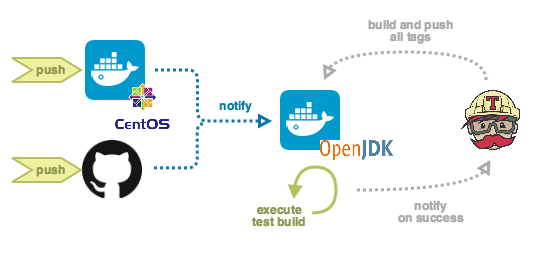 build and push
all tags
push
notify
CentOS
T
OpenJDK
push
execute
test build
notify
on success